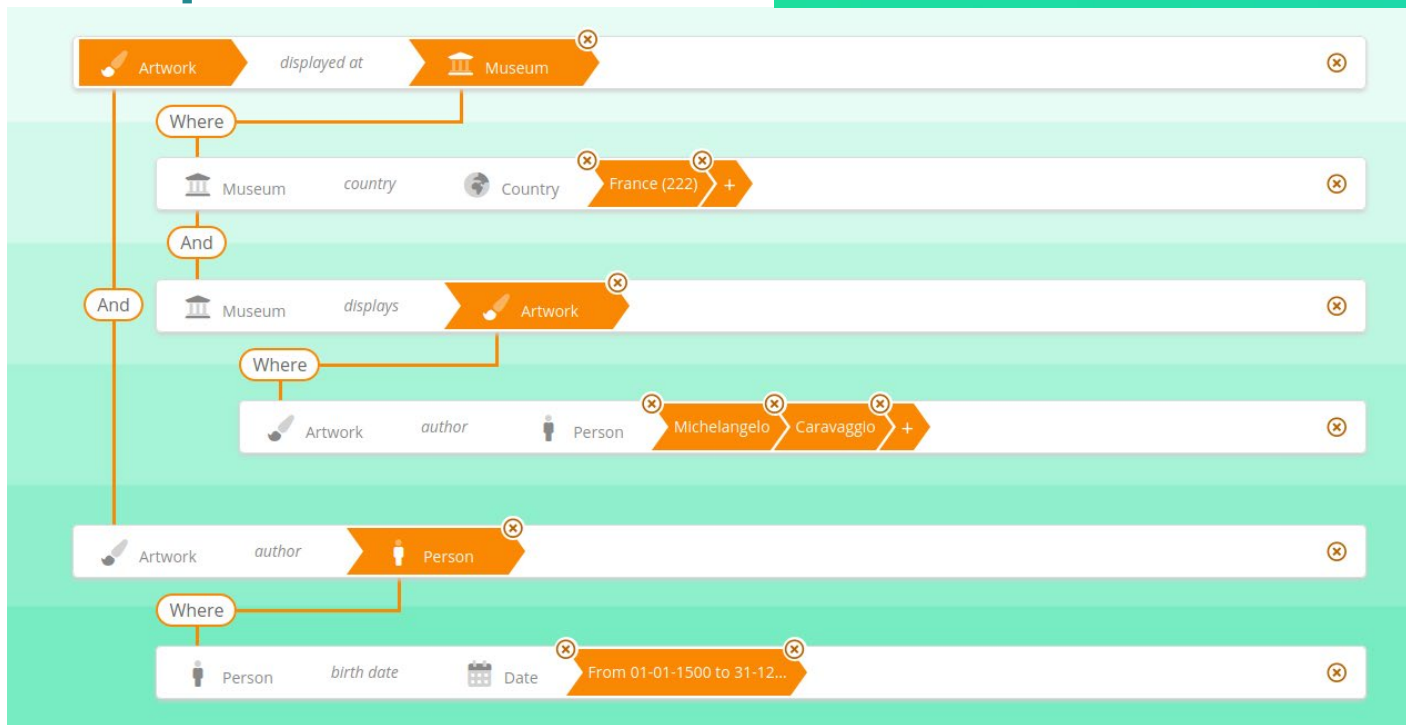 Artwork displayed at Museum
Where
Museum country Country France (222) +
And
And
Museum displays Artwork
Where
Artwork author Person Michelangelo Caravaggio +
Artwork author Person
Where
Person birth date Date From 01-01-1500 to 31-12...